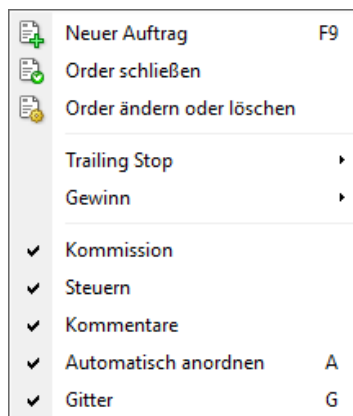 Neuer Auftrag F9
Order schließen
Order ändern oder löschen
Trailing Stop
Gewinn
Kommission
Steuern
Kommentare
Automatisch anordnen A
Gitter G